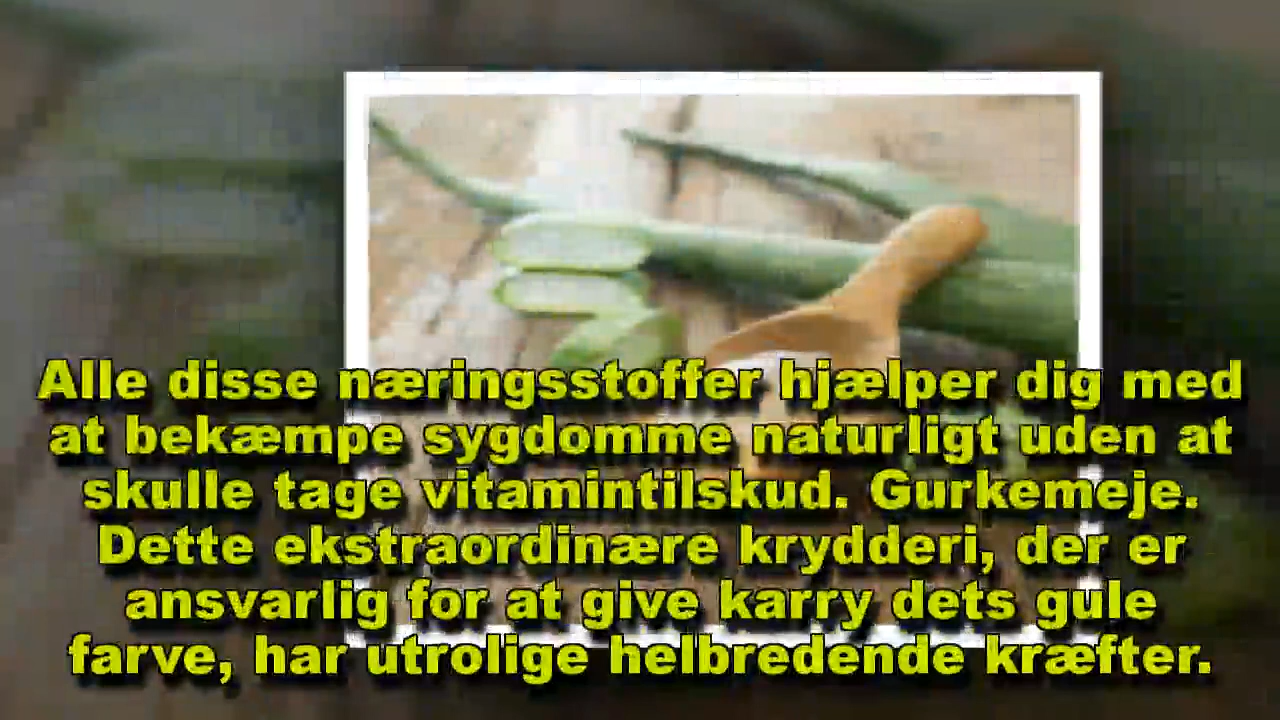 Alle disse næringsstoffer hjælper dig med
at bekæmpe sygdomme naturligt uden at
skulle tage vitamintilskud. Gurkemeje.
Dette ekstraordinære krydderi, der er
ansvarlig for at give karry dets gule
farve, har utrolige helbredende kræfter.